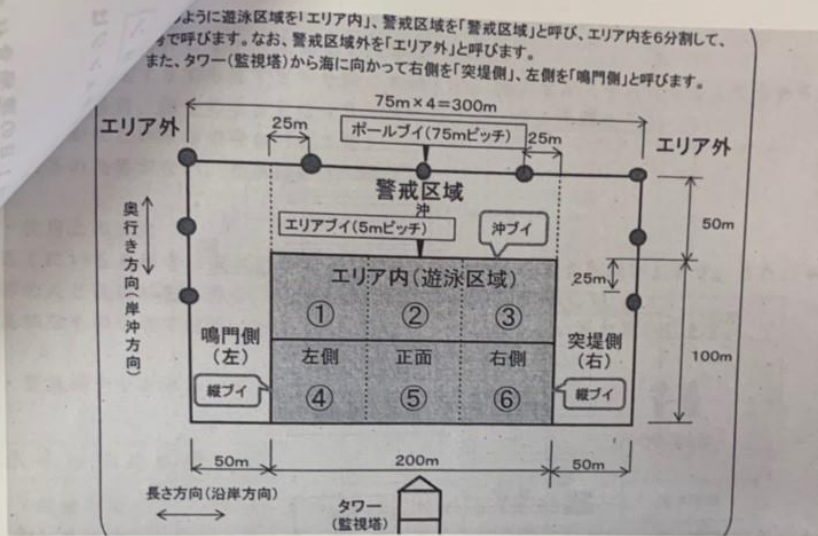 のように遊泳区域を「エリア内」、警戒区域を「警戒区域」と呼び、エリア内を6分割して、
で呼びます。なお、警戒区域外を「エリア外」と呼びます。
また、タワー(監視塔)から海に向かって右側を「突堤側」、左側を「鳴門側」と呼びます。
75m×4=300m
エリア外
25m
ポールブイ(75mピッチ)
25m
エリア外
警戒区域
沖
エリアブイ(5mピッチ)
沖ブイ
奥行き方向(岸沖方向)
50m
エリア内(遊泳区域)
25m
① ② ③
鳴門側
(左)
左側 正面 右側
突堤側
(右)
100m
縦ブイ
④ ⑤ ⑥
縦ブイ
50m
200m
50m
長さ方向(沿岸方向)
タワー
(監視塔)